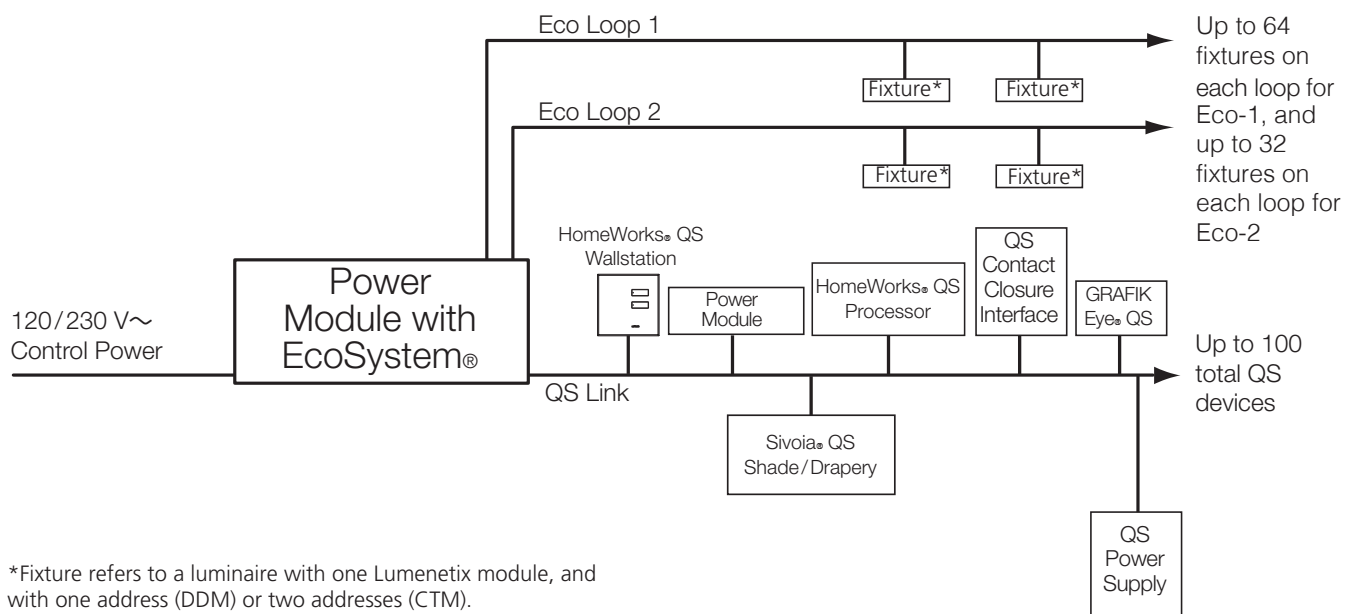 Eco Loop 1
Up to 64
fixtures on
each loop for
Eco-1, and
up to 32
fixtures on
each loop for
Eco-2
Fixture*
Fixture*
Eco Loop 2
Fixture*
Fixture*
HomeWorks® QS
Wallstation
Power
Module
HomeWorks® QS
Processor
QS
Contact
Closure
Interface
GRAFIK
Eye® QS
120/230 V~
Control Power
Power
Module with
EcoSystem®
QS Link
Up to 100
total QS
devices
Sivoia® QS
Shade/Drapery
QS
Power
Supply
*Fixture refers to a luminaire with one Lumenetix module, and
with one address (DDM) or two addresses (CTM).